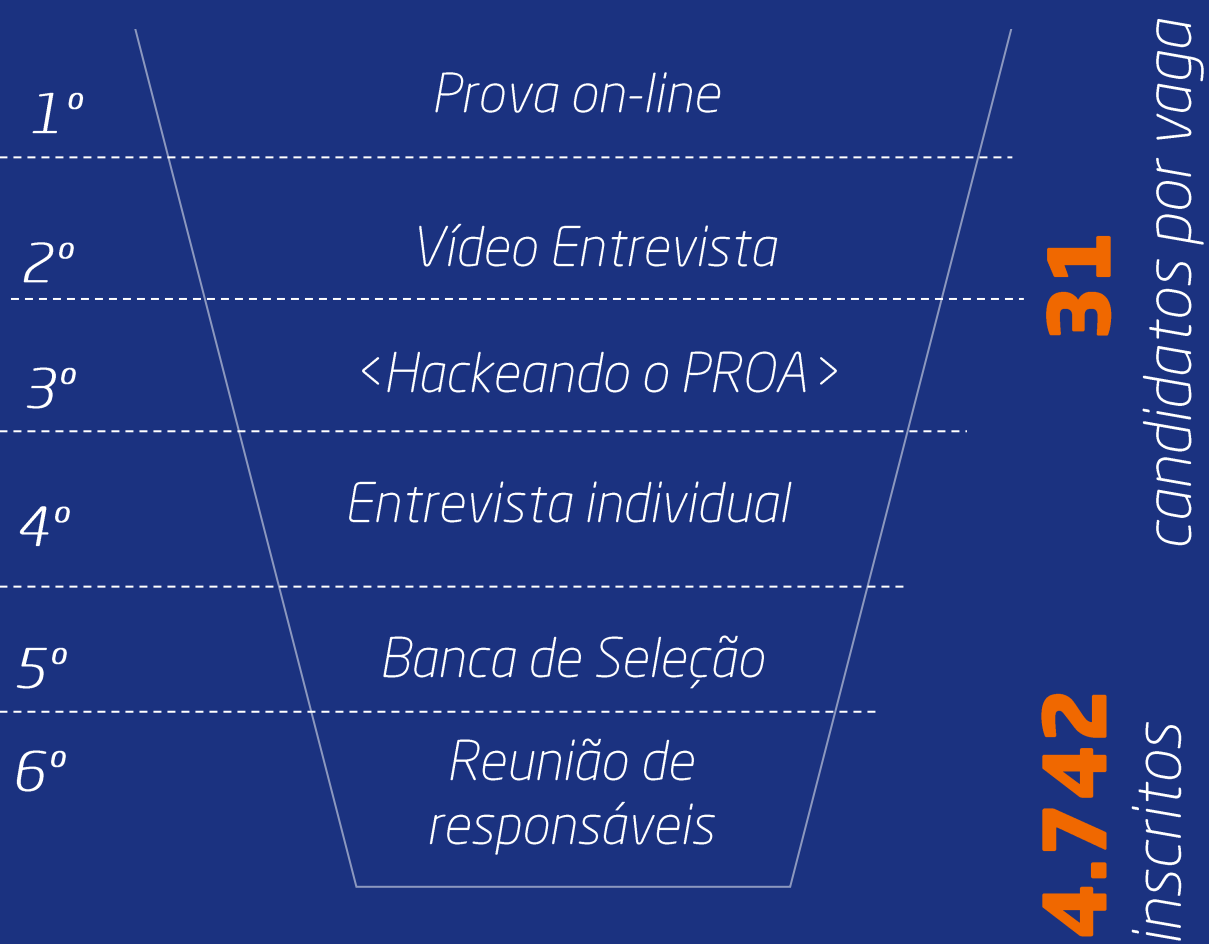 1º
Prova on-line
2º
Vídeo Entrevista
3º
<Hackeando o PROA>
4º
Entrevista individual
5º
Banca de Seleção
6º
Reunião de
responsáveis
31
candidatos por vaga
4.742
inscritos